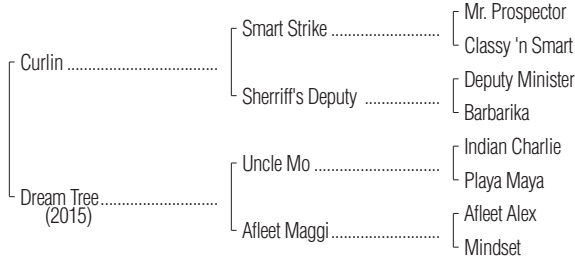 Mr. Prospector
Smart Strike ........................
Classy 'n Smart
Curlin .................................
Deputy Minister
Sherriff's Deputy ................
Barbarika
Indian Charlie
Uncle Mo ...........................
Playa Maya
Dream Tree.........................
(2015)
Afleet Alex
Afleet Maggi........................
Mindset